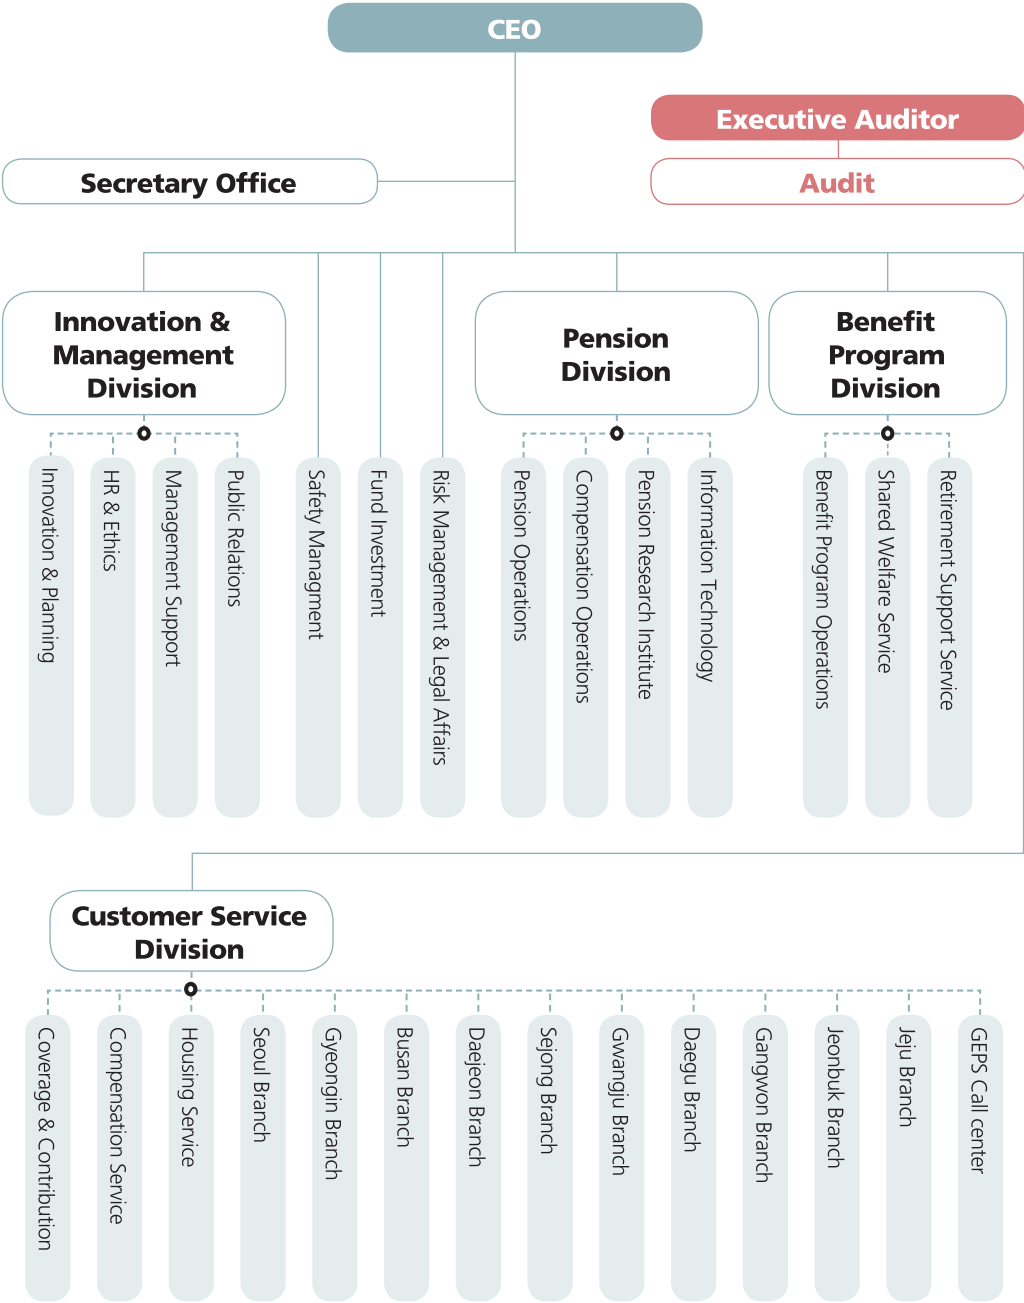 CEO
Executive Auditor
Secretary Office
Audit
Innovation &
Management
Division
Pension
Division
Benefit
Program
Division
Innovation & Planning
HR & Ethics
Management Support
Public Relations
Safety Managment
Fund Investment
Risk Management & Legal Affairs
Pension Operations
Compensation Operations
Pension Research Institute
Information Technology
Benefit Program Operations
Shared Welfare Service
Retirement Support Service
Customer Service
Division
Coverage & Contribution
Compensation Service
Housing Service
Seoul Branch
Gyeongin Branch
Busan Branch
Daejeon Branch
Sejong Branch
Gwangju Branch
Daegu Branch
Gangwon Branch
Jeonbuk Branch
Jeju Branch
GEPS Call center